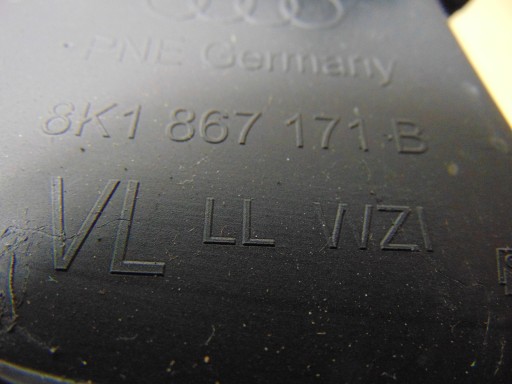 PNE Germany
8K1 867 171 B
VL LL